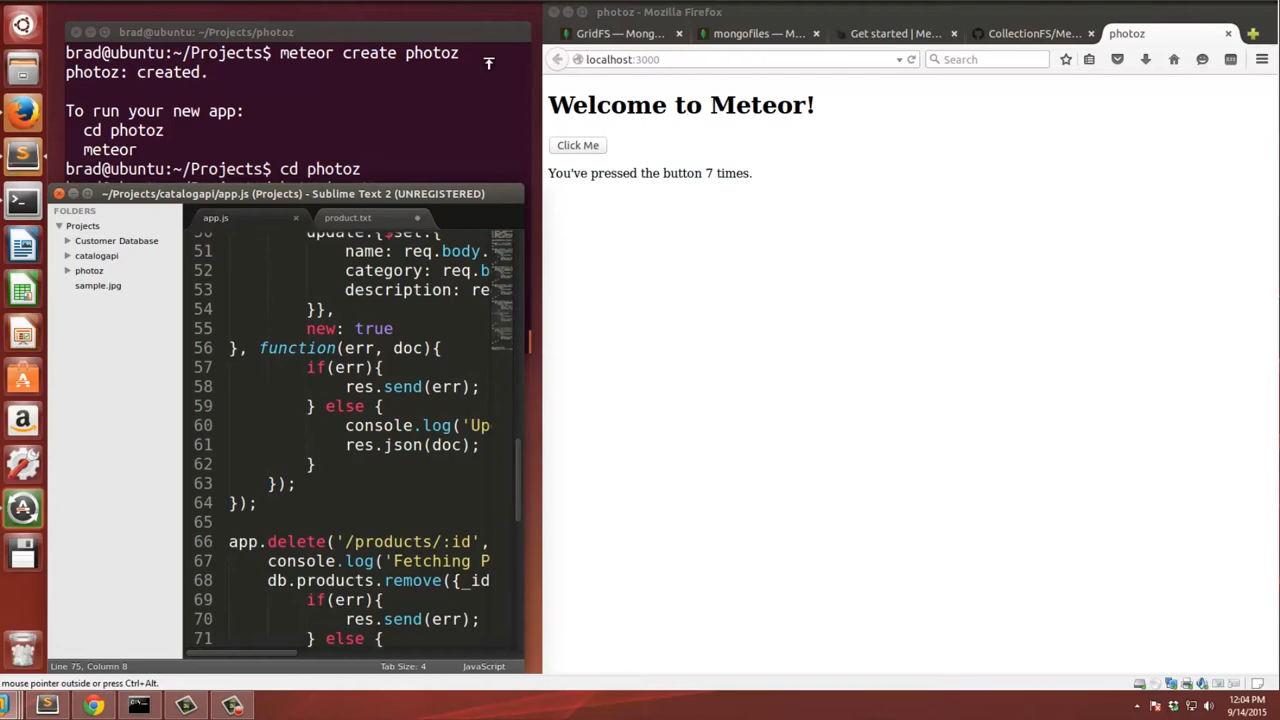 brad@ubuntu: ~/Projects/photoz
brad@ubuntu:~/Projects$ meteor create photoz
photoz: created.
To run your new app:
cd photoz
meteor
brad@ubuntu:~/Projects$ cd photoz
~/Projects/catalogapi/app.js (Projects) - Sublime Text 2 (UNREGISTERED)
FOLDERS
Projects
Customer Database
catalogapi
photoz
sample.jpg
app.js
product.txt
update:{$set:{
51 name: req.body.
52 category: req.b
53 description: re
54 }},
55 new: true
56 }, function(err, doc){
57 if(err){
58 res.send(err);
59 } else {
60 console.log('Up
61 res.json(doc);
62 }
63 });
64 });
65
66 app.delete('/products/:id',
67 console.log('Fetching P
68 db.products.remove({_id
69 if(err){
70 res.send(err);
71 } else {
Line 75, Column 8
Tab Size: 4
JavaScript
photoz - Mozilla Firefox
GridFS — Mong...
mongofiles — M...
Get started | Me...
CollectionFS/Me...
photoz
localhost:3000
Search
Welcome to Meteor!
Click Me
You've pressed the button 7 times.
mouse pointer outside or press Ctrl+Alt.
12:04 PM
9/14/2015